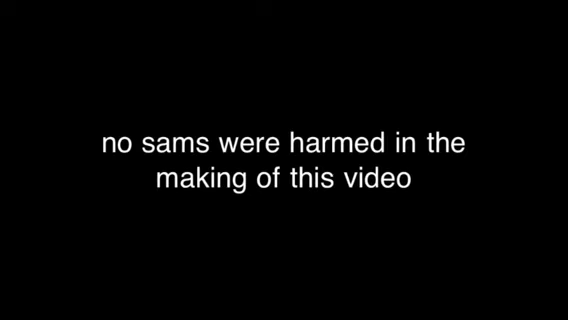 no sams were harmed in the
making of this video